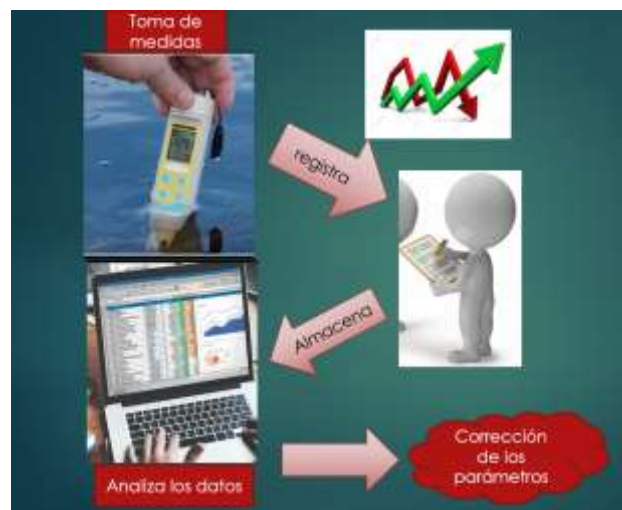 Toma de
medidas
registra
Almacena
Analiza los datos
Corrección
de los
parámetros